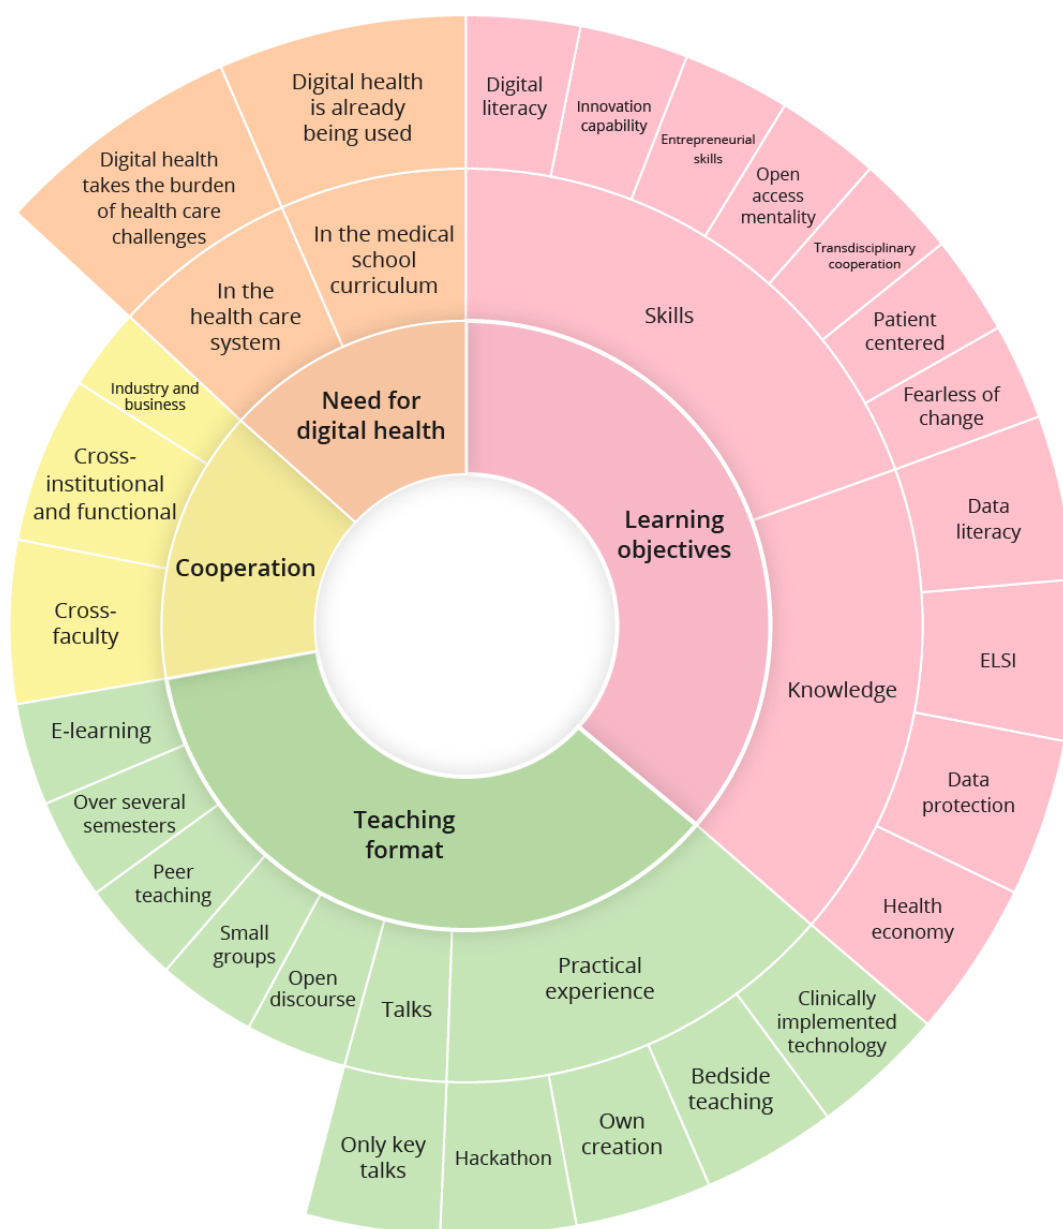 Digital health
is already
being used
Digital health
takes the burden
of health care
challenges
In the medical
school
curriculum
In the
health care
system
Need for
digital health
Digital
literacy
Innovation
capability
Entrepreneurial
skills
Open
access
mentality
Transdisciplinary
cooperation
Patient
centered
Fearless of
change
Skills
Learning
objectives
Knowledge
Data
literacy
ELSI
Data
protection
Health
economy
Industry and
business
Cross-
institutional
and functional
Cross-
faculty
Cooperation
Teaching
format
E-learning
Over several
semesters
Peer
teaching
Small
groups
Open
discourse
Talks
Only key
talks
Practical
experience
Hackathon
Own
creation
Bedside
teaching
Clinically
implemented
technology